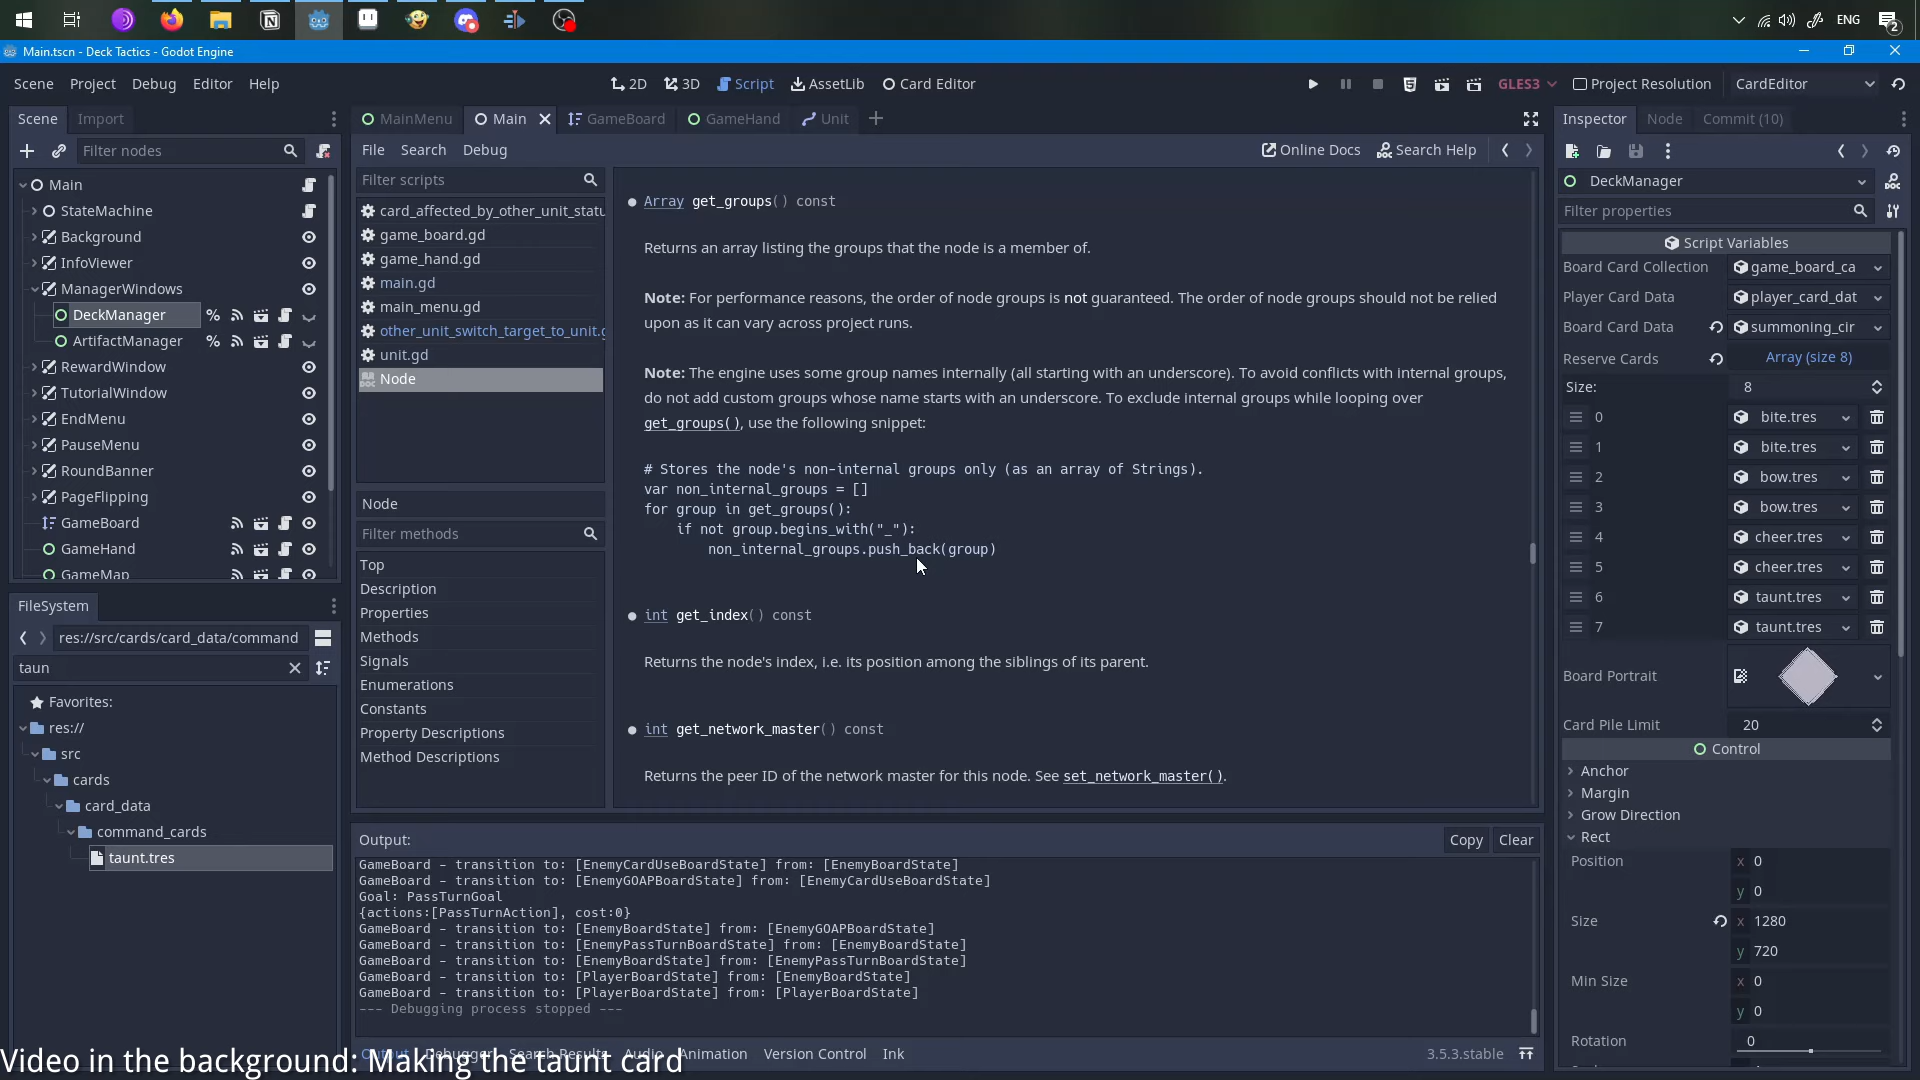 ENG
2
Main.tscn - Deck Tactics - Godot Engine
Scene Project Debug Editor Help
2D 3D Script AssetLib Card Editor
GLES3 Project Resolution CardEditor
Scene Import
MainMenu Main GameBoard GameHand Unit
Inspector Node Commit (10)
Filter nodes
File Search Debug
Online Docs Search Help
Main
StateMachine
Background
InfoViewer
ManagerWindows
DeckManager
ArtifactManager
RewardWindow
TutorialWindow
EndMenu
PauseMenu
RoundBanner
PageFlipping
GameBoard
GameHand
GameMap
FileSystem
res://src/cards/card_data/command
taun
Favorites:
res://
src
cards
card_data
command_cards
taunt.tres
Filter scripts
card_affected_by_other_unit_statu
game_board.gd
game_hand.gd
main.gd
main_menu.gd
other_unit_switch_target_to_unit.g
unit.gd
Node
Node
Filter methods
Top
Description
Properties
Methods
Signals
Enumerations
Constants
Property Descriptions
Method Descriptions
Array get_groups() const
Returns an array listing the groups that the node is a member of.
Note: For performance reasons, the order of node groups is not guaranteed. The order of node groups should not be relied
upon as it can vary across project runs.
Note: The engine uses some group names internally (all starting with an underscore). To avoid conflicts with internal groups,
do not add custom groups whose name starts with an underscore. To exclude internal groups while looping over
get_groups(), use the following snippet:
# Stores the node's non-internal groups only (as an array of Strings).
var non_internal_groups = []
for group in get_groups():
if not group.begins_with("_"):
non_internal_groups.push_back(group)
int get_index() const
Returns the node's index, i.e. its position among the siblings of its parent.
int get_network_master() const
Returns the peer ID of the network master for this node. See set_network_master().
Output:
Copy Clear
GameBoard - transition to: [EnemyCardUseBoardState] from: [EnemyBoardState]
GameBoard - transition to: [EnemyGOAPBoardState] from: [EnemyCardUseBoardState]
Goal: PassTurnGoal
{actions:[PassTurnAction], cost:0}
GameBoard - transition to: [EnemyBoardState] from: [EnemyGOAPBoardState]
GameBoard - transition to: [EnemyPassTurnBoardState] from: [EnemyBoardState]
GameBoard - transition to: [EnemyBoardState] from: [EnemyPassTurnBoardState]
GameBoard - transition to: [PlayerBoardState] from: [EnemyBoardState]
GameBoard - transition to: [PlayerBoardState] from: [PlayerBoardState]
--- Debugging process stopped ---
Output Debugger Search Results Audio Animation Version Control Ink
3.5.3.stable
DeckManager
Filter properties
Script Variables
Board Card Collection game_board_ca
Player Card Data player_card_dat
Board Card Data summoning_cir
Reserve Cards Array (size 8)
Size: 8
0 bite.tres
1 bite.tres
2 bow.tres
3 bow.tres
4 cheer.tres
5 cheer.tres
6 taunt.tres
7 taunt.tres
Board Portrait
Card Pile Limit 20
Control
Anchor
Margin
Grow Direction
Rect
Position x 0
y 0
Size x 1280
y 720
Min Size x 0
y 0
Rotation 0
Video in the background: Making the taunt card